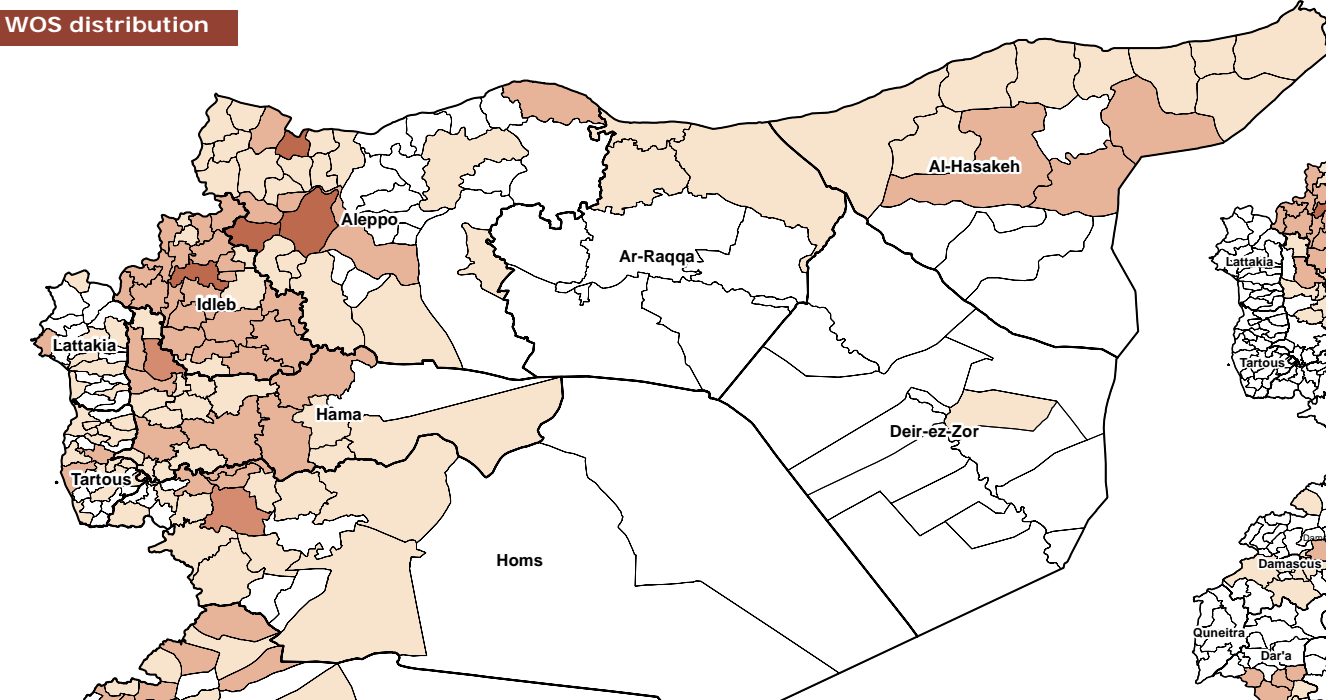 WOS distribution
Al-Hasakeh
Aleppo
Ar-Raqqa
Lattakia
Idleb
Lattakia
Tartous
Hama
Deir-ez-Zor
Tartous
Homs
Damascus
Quneitra
Dar'a